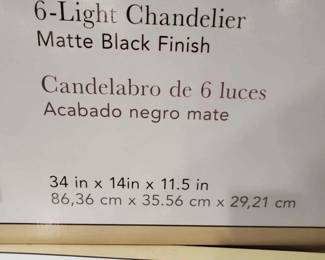 6-Light Chandelier
Matte Black Finish
Candelabro de 6 luces
Acabado negro mate
34 in x 14in x 11.5 in
86,36 cm x 35.56 cm x 29,21 cm